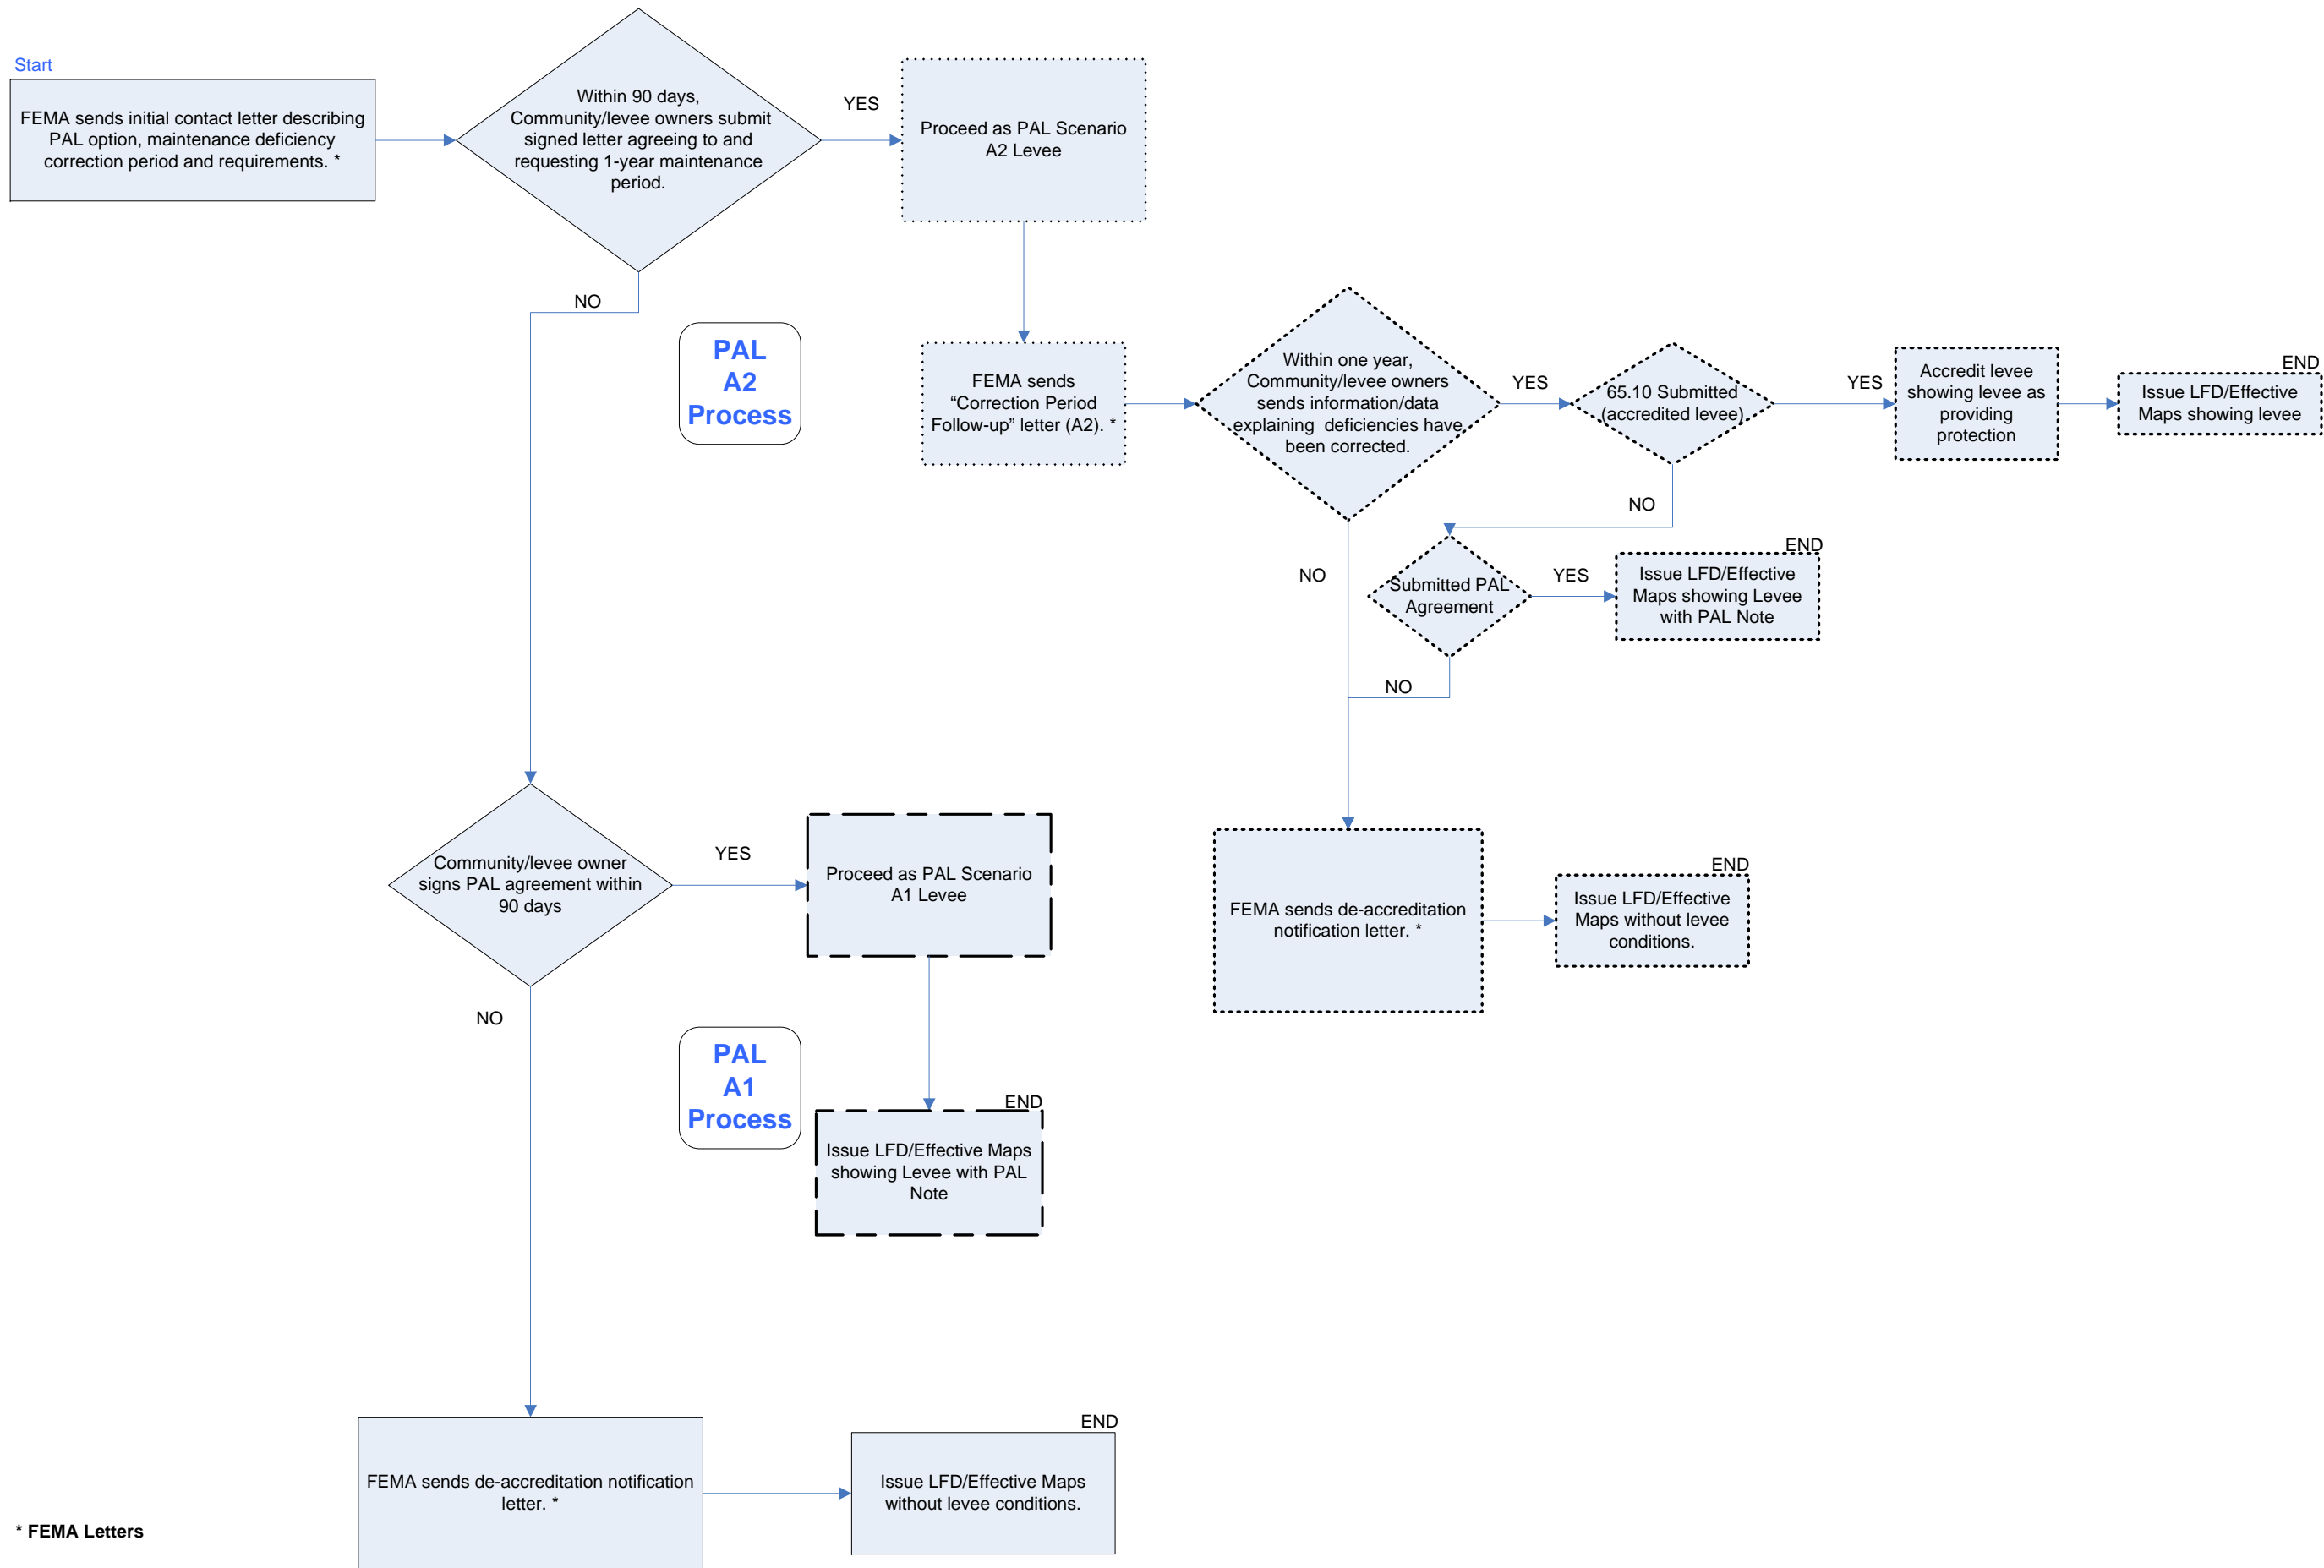 Start
FEMA sends initial contact letter describing
PAL option, maintenance deficiency
correction period and requirements. *
Within 90 days,
Community/levee owners submit
signed letter agreeing to and
requesting 1-year maintenance
period.
YES
Proceed as PAL Scenario
A2 Levee
NO
PAL
A2
Process
FEMA sends
“Correction Period
Follow-up” letter (A2). *
Within one year,
Community/levee owners
sends information/data
explaining deficiencies have
been corrected.
YES
65.10 Submitted
(accredited levee)
YES
Accredit levee
showing levee as
providing
protection
END
Issue LFD/Effective
Maps showing levee
NO
NO
Submitted PAL
Agreement
YES
END
Issue LFD/Effective
Maps showing Levee
with PAL Note
NO
Community/levee owner
signs PAL agreement within
90 days
YES
Proceed as PAL Scenario
A1 Levee
FEMA sends de-accreditation
notification letter. *
END
Issue LFD/Effective
Maps without levee
conditions.
NO
PAL
A1
Process
END
Issue LFD/Effective Maps
showing Levee with PAL
Note
FEMA sends de-accreditation notification
letter. *
END
Issue LFD/Effective Maps
without levee conditions.
* FEMA Letters